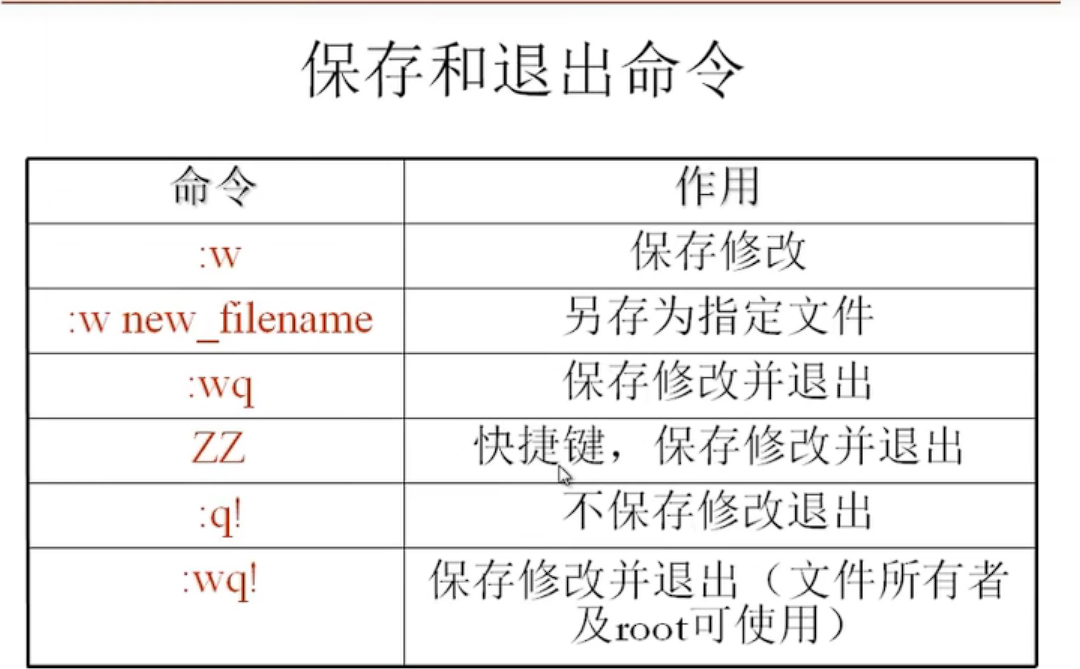 保存和退出命令
命令 作用
:w 保存修改
:w new_filename 另存为指定文件
:wq 保存修改并退出
ZZ 快捷键，保存修改并退出
:q! 不保存修改退出
:wq! 保存修改并退出（文件所有者
及root可使用）